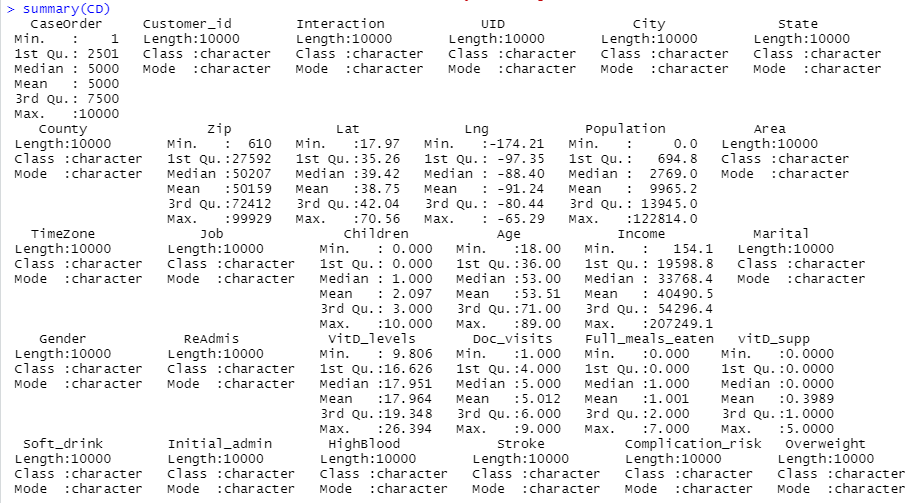 > summary(CD)
CaseOrder Customer_id Interaction UID City State
Min. : 1 Length:10000 Length:10000 Length:10000 Length:10000 Length:10000
1st Qu.: 2501 Class :character Class :character Class :character Class :character Class :character
Median : 5000 Mode :character Mode :character Mode :character Mode :character Mode :character
Mean : 5000
3rd Qu.: 7500
Max. :10000
County Zip Lat Lng Population Area
Length:10000 Min. : 610 Min. :17.97 Min. :-174.21 Min. : 0.0 Length:10000
Class :character 1st Qu.:27592 1st Qu.:35.26 1st Qu.: -97.35 1st Qu.: 694.8 Class :character
Mode :character Median :50207 Median :39.42 Median : -88.40 Median : 2769.0 Mode :character
Mean :50159 Mean :38.75 Mean : -91.24 Mean : 9965.2
3rd Qu.:72412 3rd Qu.:42.04 3rd Qu.: -80.44 3rd Qu.: 13945.0
Max. :99929 Max. :70.56 Max. : -65.29 Max. :122814.0
TimeZone Job Children Age Income Marital
Length:10000 Length:10000 Min. : 0.000 Min. :18.00 Min. : 154.1 Length:10000
Class :character Class :character 1st Qu.: 0.000 1st Qu.:36.00 1st Qu.: 19598.8 Class :character
Mode :character Mode :character Median : 1.000 Median :53.00 Median : 33768.4 Mode :character
Mean : 2.097 Mean :53.51 Mean : 40490.5
3rd Qu.: 3.000 3rd Qu.:71.00 3rd Qu.: 54296.4
Max. :10.000 Max. :89.00 Max. :207249.1
Gender ReAdmis VitD_levels Doc_visits Full_meals_eaten vitD_supp
Length:10000 Length:10000 Min. : 9.806 Min. :1.000 Min. :0.000 Min. :0.0000
Class :character Class :character 1st Qu.:16.626 1st Qu.:4.000 1st Qu.:0.000 1st Qu.:0.0000
Mode :character Mode :character Median :17.951 Median :5.000 Median :1.000 Median :0.0000
Mean :17.964 Mean :5.012 Mean :1.001 Mean :0.3989
3rd Qu.:19.348 3rd Qu.:6.000 3rd Qu.:2.000 3rd Qu.:1.0000
Max. :26.394 Max. :9.000 Max. :7.000 Max. :5.0000
Soft_drink Initial_admin HighBlood Stroke Complication_risk Overweight
Length:10000 Length:10000 Length:10000 Length:10000 Length:10000 Length:10000
Class :character Class :character Class :character Class :character Class :character Class :character
Mode :character Mode :character Mode :character Mode :character Mode :character Mode :character